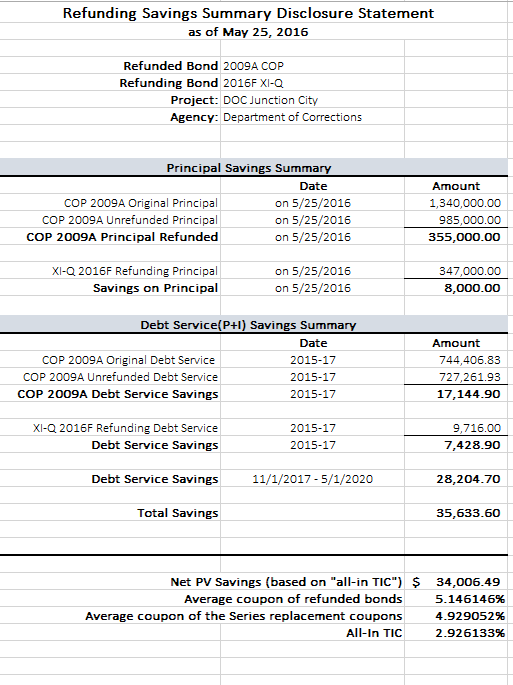 Refunding Savings Summary Disclosure Statement
as of May 25, 2016
Refunded Bond 2009A COP
Refunding Bond 2016F XI-Q
Project: DOC Junction City
Agency: Department of Corrections
Principal Savings Summary
Date Amount
COP 2009A Original Principal on 5/25/2016 1,340,000.00
COP 2009A Unrefunded Principal on 5/25/2016 985,000.00
COP 2009A Principal Refunded on 5/25/2016 355,000.00
XI-Q 2016F Refunding Principal on 5/25/2016 347,000.00
Savings on Principal on 5/25/2016 8,000.00
Debt Service(P+I) Savings Summary
Date Amount
COP 2009A Original Debt Service 2015-17 744,406.83
COP 2009A Unrefunded Debt Service 2015-17 727,261.93
COP 2009A Debt Service Savings 2015-17 17,144.90
XI-Q 2016F Refunding Debt Service 2015-17 9,716.00
Debt Service Savings 2015-17 7,428.90
Debt Service Savings 11/1/2017 - 5/1/2020 28,204.70
Total Savings 35,633.60
Net PV Savings (based on "all-in TIC") $ 34,006.49
Average coupon of refunded bonds 5.146146%
Average coupon of the Series replacement coupons 4.929052%
All-In TIC 2.926133%